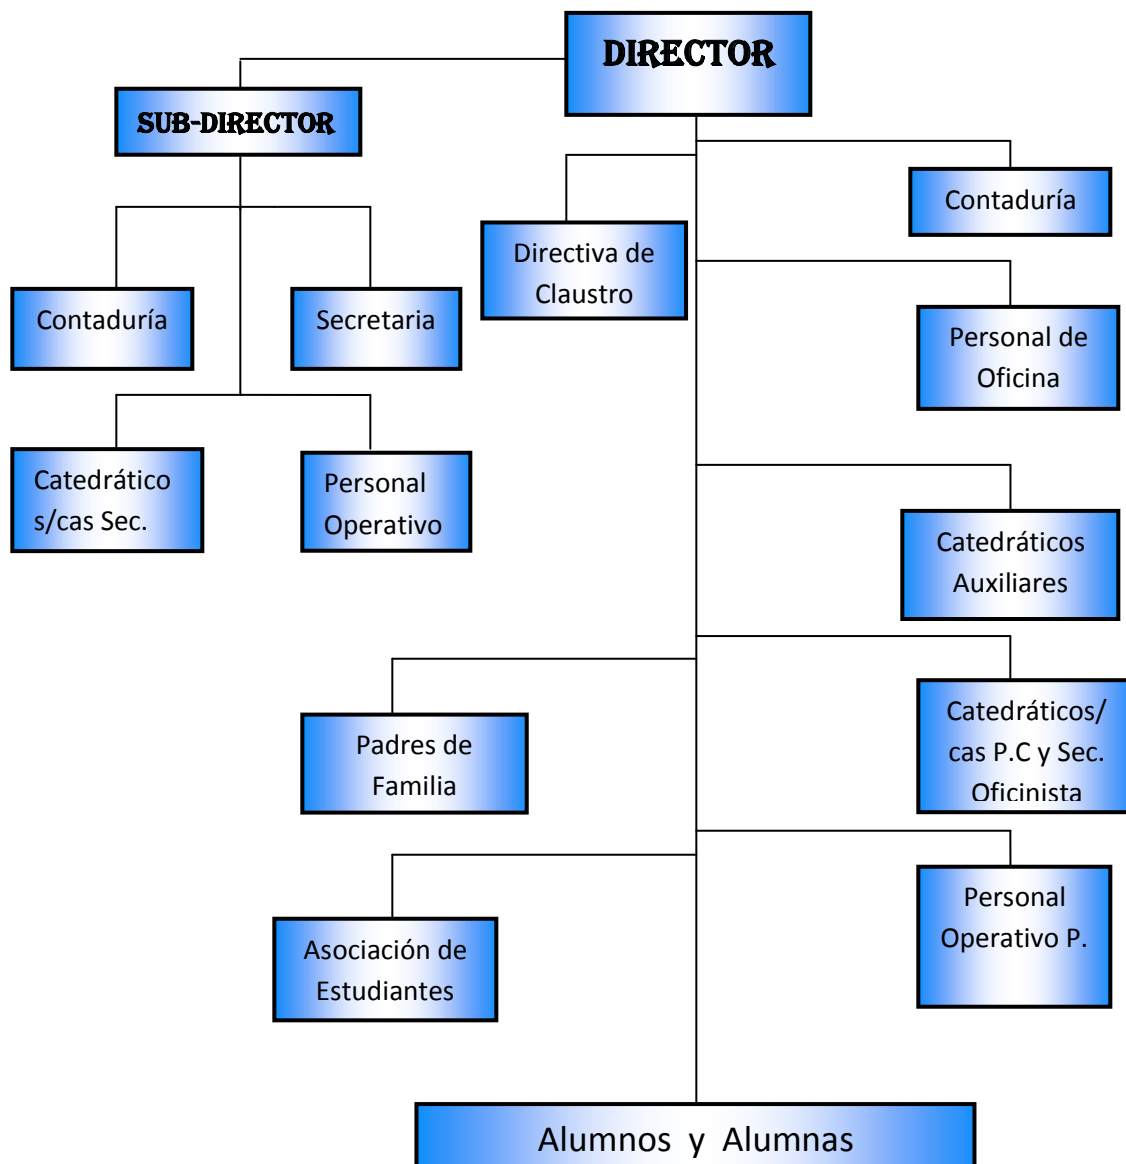 DIRECTOR
SUB-DIRECTOR
Contaduría
Directiva de
Claustro
Contaduría
Secretaria
Personal de
Oficina
Catedrático
s/cas Sec.
Personal
Operativo
Catedráticos
Auxiliares
Padres de
Familia
Catedráticos/
cas P.C y Sec.
Oficinista
Asociación de
Estudiantes
Personal
Operativo P.
Alumnos y Alumnas